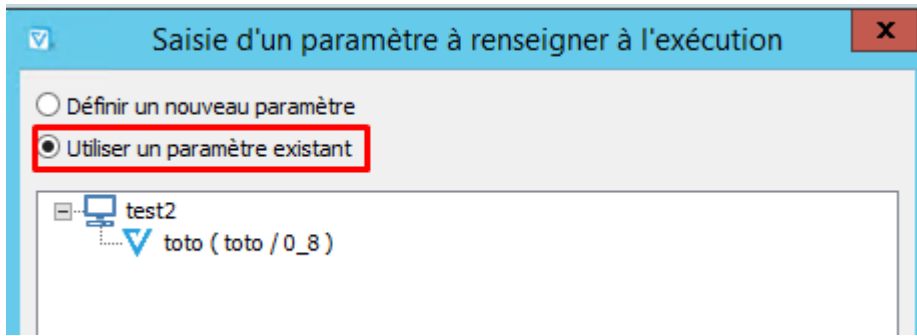 Saisie d'un paramètre à renseigner à l'exécution
Définir un nouveau paramètre
Utiliser un paramètre existant
test2
toto ( toto / 0_8 )